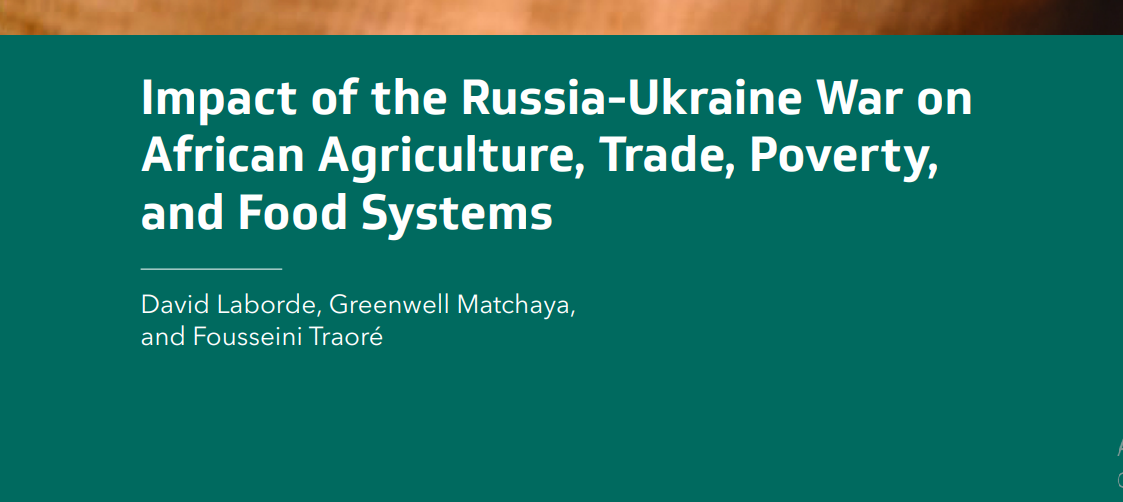 Impact of the Russia-Ukraine War on
African Agriculture, Trade, Poverty,
and Food Systems
David Laborde, Greenwell Matchaya,
and Fousseini Traoré